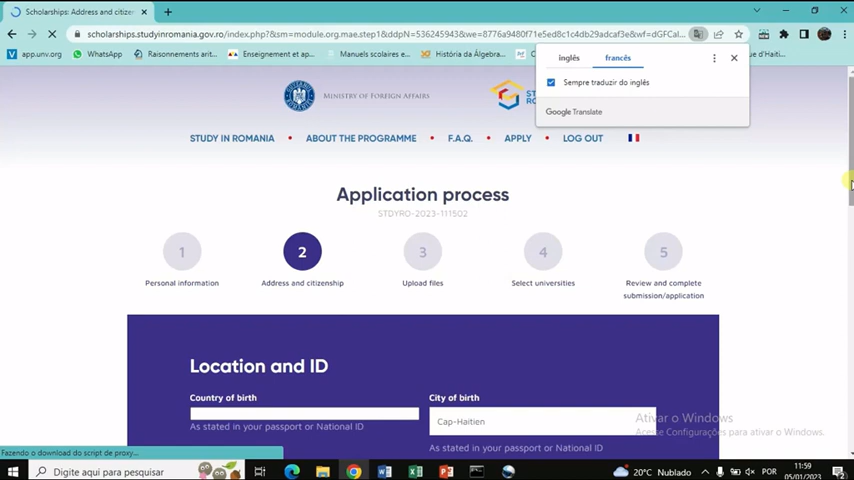 Scholarships: Address and citizen
scholarships.studyinromania.gov.ro/index.php?&sm=module.org.mae.step1&ddpN=536245943&we=8776a9480f71e5ed8c1c4db29adcaf3e&wf=dGFCal...
app.unv.org
WhatsApp
Raisonnements arit...
Enseignement et ap...
Manuels scolaires e...
História da Álgebra...
inglês
francês
Sempre traduzir do inglês
Google Translate
MINISTRY OF FOREIGN AFFAIRS
STUDY IN ROMANIA
ABOUT THE PROGRAMME
F.A.Q.
APPLY
LOG OUT
Application process
STDYRO-2023-111502
1
2
3
4
5
Personal information
Address and citizenship
Upload files
Select universities
Review and complete
submission/application
Location and ID
Country of birth
City of birth
Cap-Haitien
As stated in your passport or National ID
As stated in your passport or National ID
Ativar o Windows
Acesse Configurações para ativar o Windows.
Fazendo o download do script de proxy...
Digite aqui para pesquisar
20°C Nublado
POR
11:59
05/01/2023